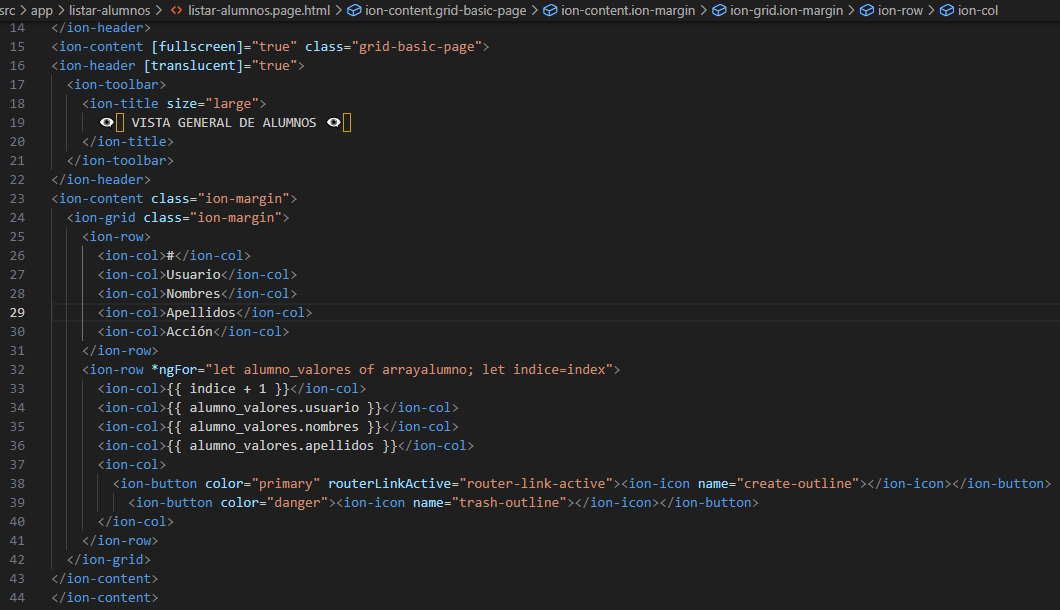 src > app > listar-alumnos > <> listar-alumnos.page.html > ion-content.grid-basic-page > ion-content.ion-margin > ion-grid.ion-margin > ion-row > ion-col
14 </ion-header>
15 <ion-content [fullscreen]="true" class="grid-basic-page">
16 <ion-header [translucent]="true">
17 <ion-toolbar>
18 <ion-title size="large">
19 👁️ VISTA GENERAL DE ALUMNOS 👁️
20 </ion-title>
21 </ion-toolbar>
22 </ion-header>
23 <ion-content class="ion-margin">
24 <ion-grid class="ion-margin">
25 <ion-row>
26 <ion-col>#</ion-col>
27 <ion-col>Usuario</ion-col>
28 <ion-col>Nombres</ion-col>
29 <ion-col>Apellidos</ion-col>
30 <ion-col>Acción</ion-col>
31 </ion-row>
32 <ion-row *ngFor="let alumno_valores of arrayalumno; let indice=index">
33 <ion-col>{{ indice + 1 }}</ion-col>
34 <ion-col>{{ alumno_valores.usuario }}</ion-col>
35 <ion-col>{{ alumno_valores.nombres }}</ion-col>
36 <ion-col>{{ alumno_valores.apellidos }}</ion-col>
37 <ion-col>
38 <ion-button color="primary" routerLinkActive="router-link-active"><ion-icon name="create-outline"></ion-icon></ion-button>
39 <ion-button color="danger"><ion-icon name="trash-outline"></ion-icon></ion-button>
40 </ion-col>
41 </ion-row>
42 </ion-grid>
43 </ion-content>
44 </ion-content>